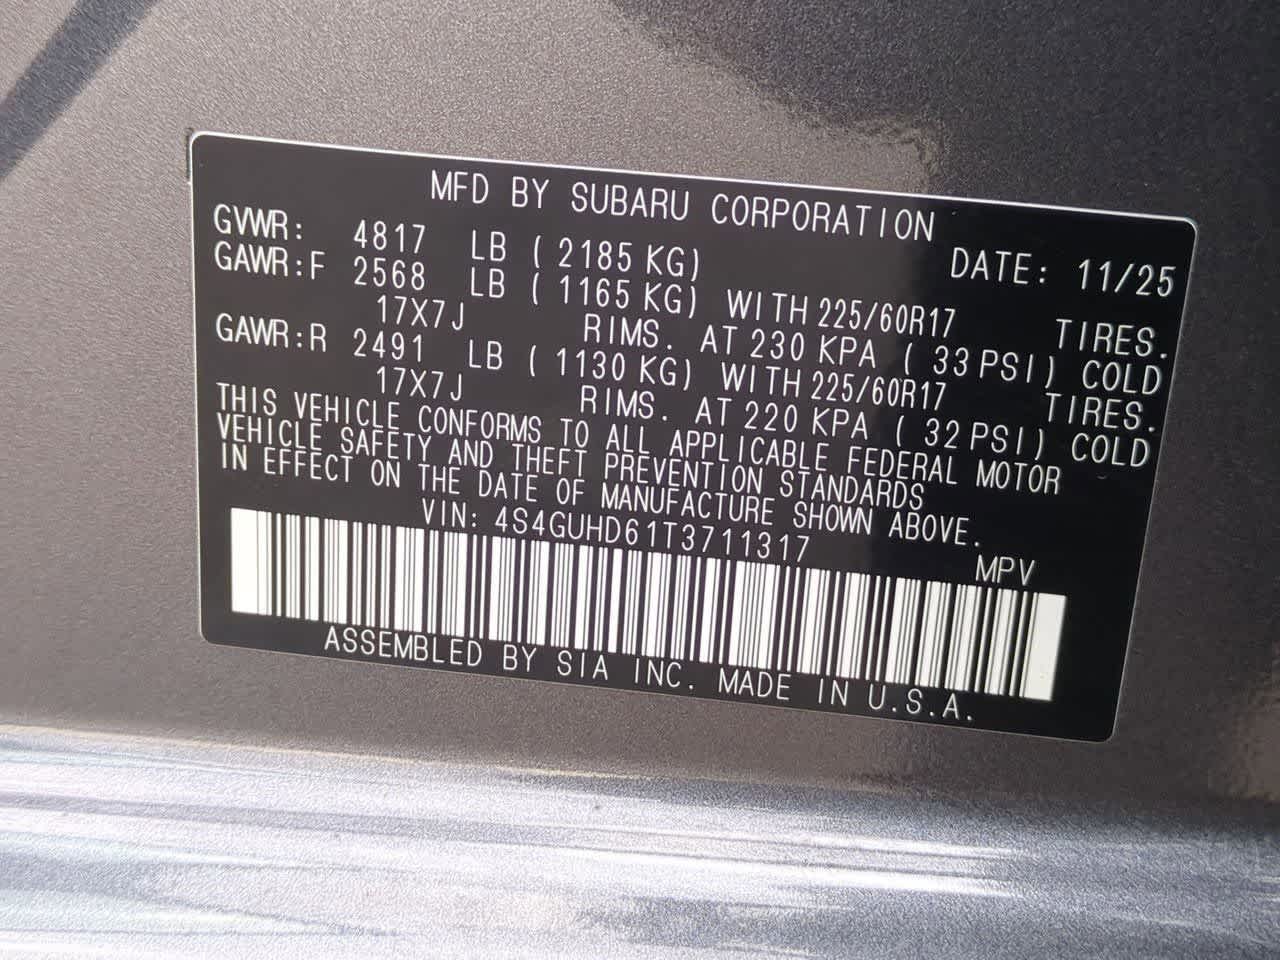 MFD BY SUBARU CORPORATION
GVWR: 4817 LB ( 2185 KG) DATE: 11/25
GAWR:F 2568 LB ( 1165 KG) WITH 225/60R17 TIRES.
17X7J RIMS. AT 230 KPA ( 33 PSI) COLD
GAWR:R 2491 LB ( 1130 KG) WITH 225/60R17 TIRES.
17X7J RIMS. AT 220 KPA ( 32 PSI) COLD
THIS VEHICLE CONFORMS TO ALL APPLICABLE FEDERAL MOTOR
VEHICLE SAFETY AND THEFT PREVENTION STANDARDS
IN EFFECT ON THE DATE OF MANUFACTURE SHOWN ABOVE.
VIN: 4S4GUHD61T3711317 MPV
ASSEMBLED BY SIA INC. MADE IN U.S.A.